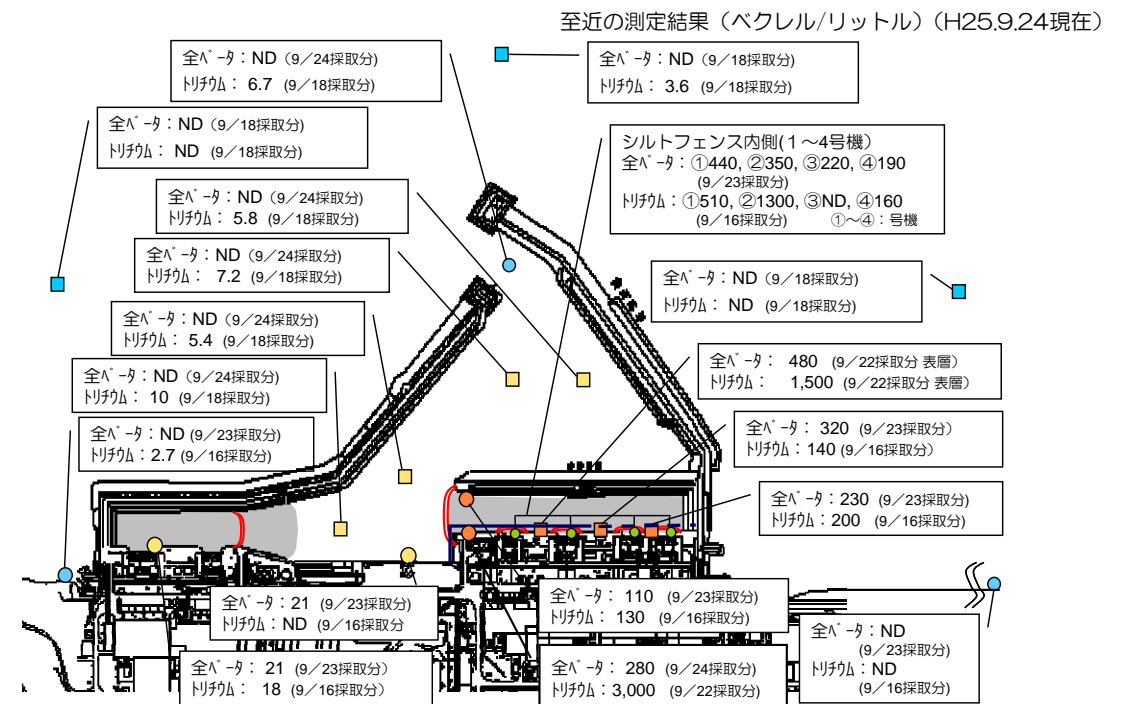 至近の測定結果（ベクレル/リットル）（H25.9.24現在）
全ﾍﾞｰﾀ：ND（9／24採取分）
ﾄﾘﾁｳﾑ： 6.7（9／18採取分）
全ﾍﾞｰﾀ：ND（9／18採取分）
ﾄﾘﾁｳﾑ： 3.6（9／18採取分）
全ﾍﾞｰﾀ：ND（9／18採取分）
ﾄﾘﾁｳﾑ： ND（9／18採取分）
シルトフェンス内側(１～4号機）
全ﾍﾞｰﾀ：①440, ②350, ③220, ④190
(9／23採取分)
ﾄﾘﾁｳﾑ：①510, ②1300, ③ND, ④160
(9／16採取分) ①～④：号機
全ﾍﾞｰﾀ：ND（9／24採取分）
ﾄﾘﾁｳﾑ： 5.8（9／18採取分）
全ﾍﾞｰﾀ：ND（9／24採取分）
ﾄﾘﾁｳﾑ： 7.2（9／18採取分）
全ﾍﾞｰﾀ：ND（9／18採取分）
ﾄﾘﾁｳﾑ： ND（9／18採取分）
全ﾍﾞｰﾀ：ND（9／24採取分）
ﾄﾘﾁｳﾑ： 5.4（9／18採取分）
全ﾍﾞｰﾀ： 480（9／22採取分 表層）
ﾄﾘﾁｳﾑ： 1,500（9／22採取分 表層）
全ﾍﾞｰﾀ：ND（9／24採取分）
ﾄﾘﾁｳﾑ： 10（9／18採取分）
全ﾍﾞｰﾀ： 320（9／23採取分）
ﾄﾘﾁｳﾑ：140（9／16採取分）
全ﾍﾞｰﾀ：ND（9／23採取分）
ﾄﾘﾁｳﾑ：2.7（9／16採取分）
全ﾍﾞｰﾀ：230（9／23採取分）
ﾄﾘﾁｳﾑ：200（9／16採取分）
全ﾍﾞｰﾀ：21（9／23採取分）
ﾄﾘﾁｳﾑ： ND（9／16採取分
全ﾍﾞｰﾀ： 110（9／23採取分）
ﾄﾘﾁｳﾑ： 130（9／16採取分）
全ﾍﾞｰﾀ：ND
(9／23採取分)
ﾄﾘﾁｳﾑ：ND
(9／16採取分)
全ﾍﾞｰﾀ： 21（9／23採取分）
ﾄﾘﾁｳﾑ： 18（9／16採取分）
全ﾍﾞｰﾀ： 280（9／24採取分）
ﾄﾘﾁｳﾑ：3,000（9／22採取分）